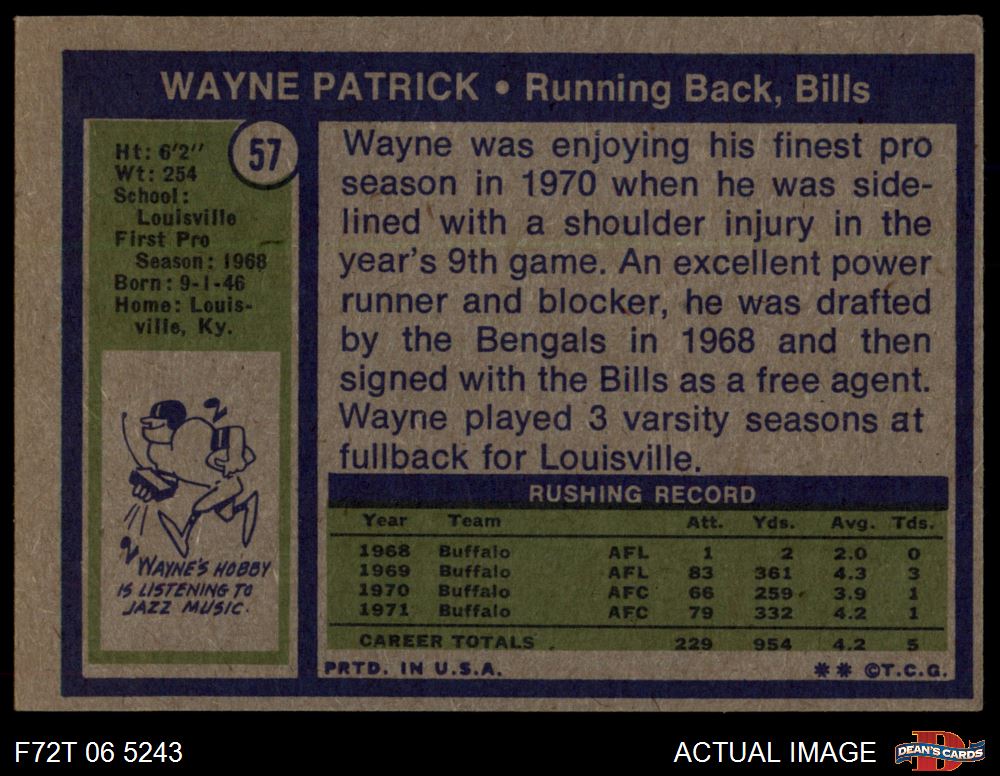 WAYNE PATRICK • Running Back, Bills
57
Ht: 6'2"
Wt: 254
School:
Louisville
First Pro
Season: 1968
Born: 9-1-46
Home: Louis-
ville, Ky.
WAYNE'S HOBBY
IS LISTENING TO
JAZZ MUSIC.
Wayne was enjoying his finest pro
season in 1970 when he was side-
lined with a shoulder injury in the
year's 9th game. An excellent power
runner and blocker, he was drafted
by the Bengals in 1968 and then
signed with the Bills as a free agent.
Wayne played 3 varsity seasons at
fullback for Louisville.
RUSHING RECORD
Year Team Att. Yds. Avg. Tds.
1968 Buffalo AFL 1 2 2.0 0
1969 Buffalo AFL 83 361 4.3 3
1970 Buffalo AFC 66 259 3.9 1
1971 Buffalo AFC 79 332 4.2 1
CAREER TOTALS 229 954 4.2 5
PRTD. IN U.S.A. ** ©T.C.G.
F72T 06 5243
ACTUAL IMAGE
DEAN'S CARDS